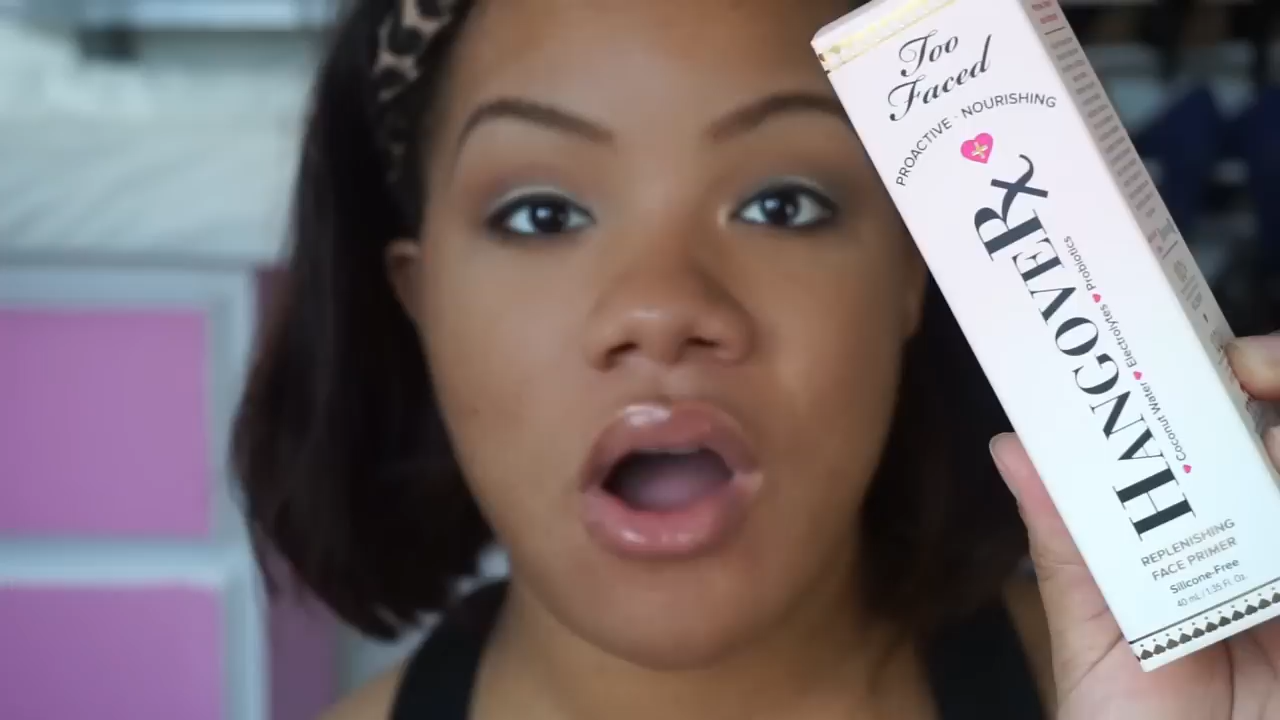 Too
Faced
PROACTIVE · NOURISHING
HANGOVERx
Coconut Water ♥ Electrolytes ♥ Probiotics
REPLENISHING
FACE PRIMER
Silicone-Free
40 mL / 1.35 Fl. Oz.